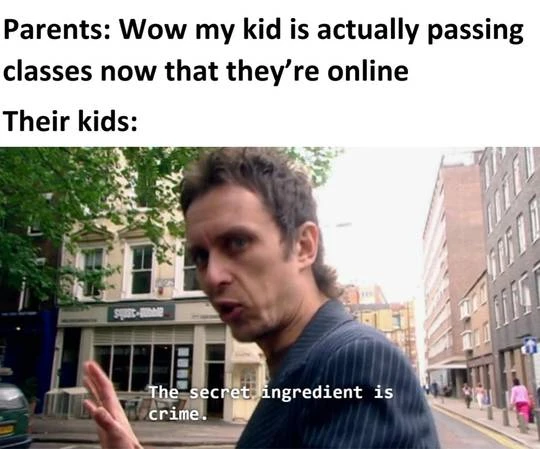 Parents: Wow my kid is actually passing
classes now that they’re online
Their kids:
The secret ingredient is
crime.